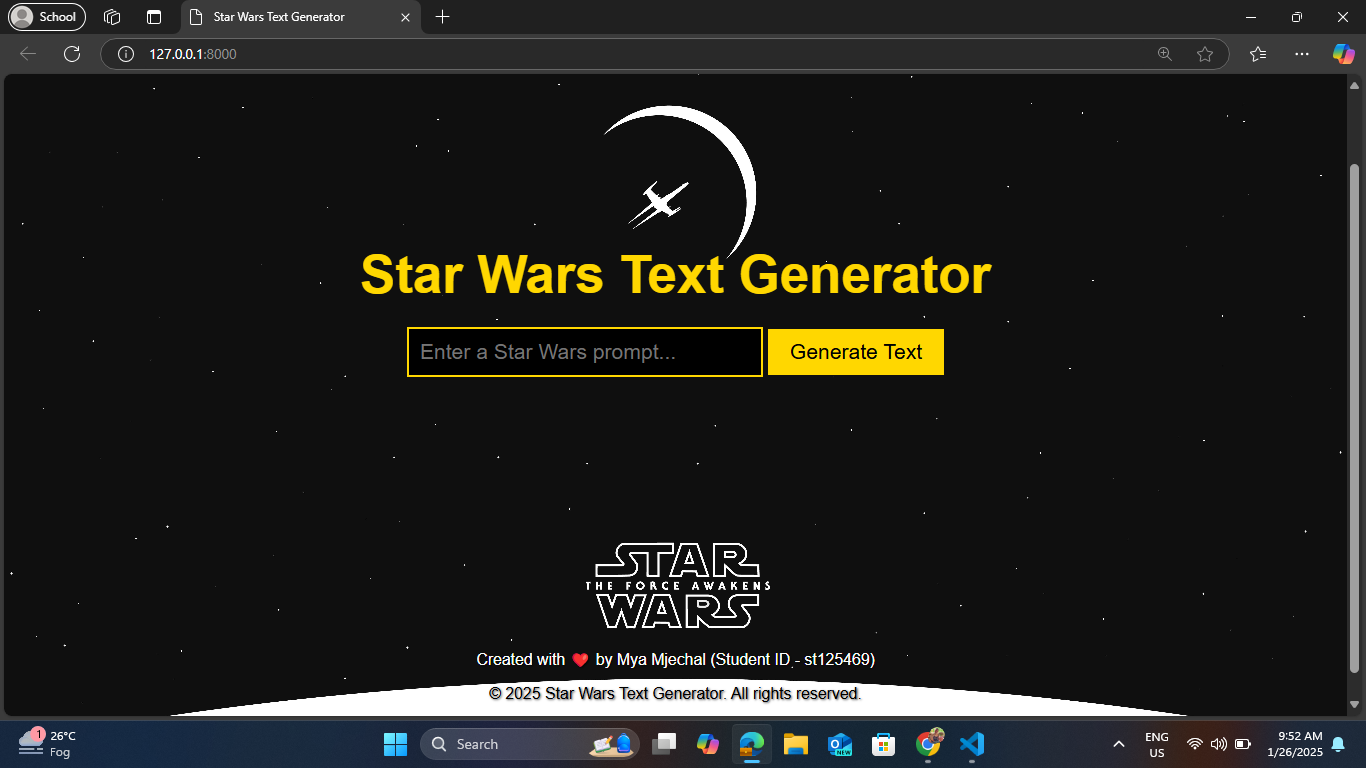 School
Star Wars Text Generator
127.0.0.1:8000
Star Wars Text Generator
Enter a Star Wars prompt...
Generate Text
STAR
THE FORCE AWAKENS
WARS
Created with ❤️ by Mya Mjechal (Student ID - st125469)
© 2025 Star Wars Text Generator. All rights reserved.
1
26°C
Fog
Search
NEW
ENG
US
9:52 AM
1/26/2025